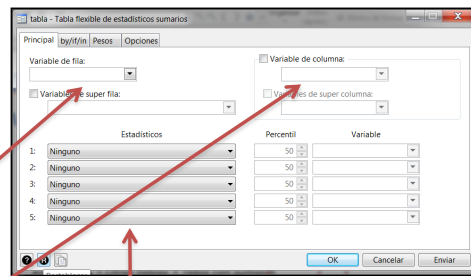 tabla - Tabla flexible de estadísticos sumarios
Principal by/if/in Pesos Opciones
Variable de fila:
Variable de columna:
Variables de super fila:
Variables de super columna:
Estadísticos Percentil Variable
1: Ninguno 50
2: Ninguno 50
3: Ninguno 50
4: Ninguno 50
5: Ninguno 50
OK Cancelar Enviar